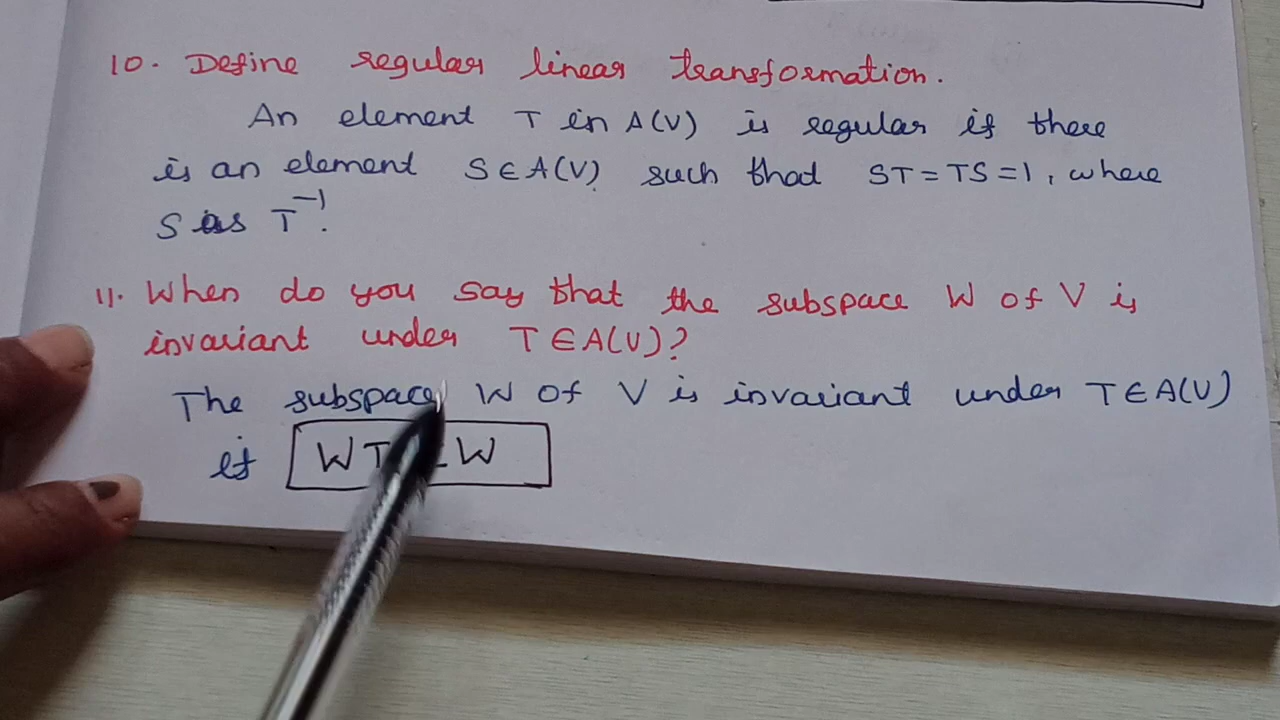 10. Define regular linear transformation.
An element T in A(V) is regular if there
is an element S∈A(V) such that ST=TS=1, where
S as T⁻¹.
11. When do you say that the subspace W of V is
invariant under T∈A(V)?
The subspace W of V is invariant under T∈A(V)
if WT W